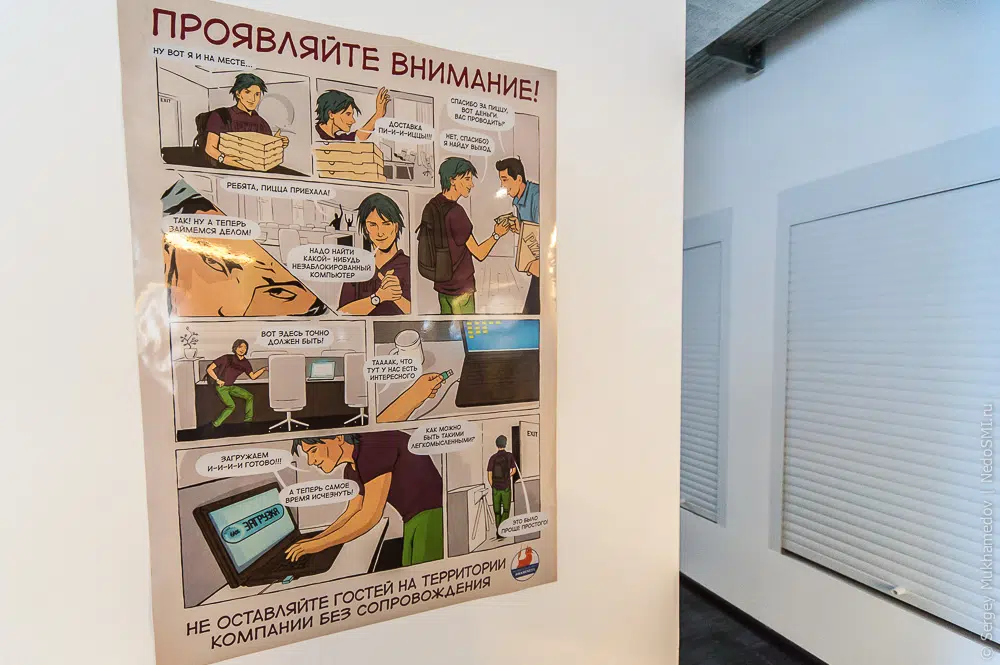 ПРОЯВЛЯЙТЕ ВНИМАНИЕ!
НУ ВОТ Я И НА МЕСТЕ...
EXIT
ДОСТАВКА
ПИ-И-И-ИЦЦЫ!!!
СПАСИБО ЗА ПИЦЦУ,
ВОТ ДЕНЬГИ.
ВАС ПРОВОДИТЬ?
НЕТ, СПАСИБО)
Я НАЙДУ ВЫХОД
РЕБЯТА, ПИЦЦА ПРИЕХАЛА!
ТАК! НУ А ТЕПЕРЬ
ЗАЙМЕМСЯ ДЕЛОМ!
НАДО НАЙТИ
КАКОЙ- НИБУДЬ
НЕЗАБЛОКИРОВАННЫЙ
КОМПЬЮТЕР
ВОТ ЗДЕСЬ ТОЧНО
ДОЛЖЕН БЫТЬ!
ТАААAК, ЧТО
ТУТ У НАС ЕСТЬ
ИНТЕРЕСНОГО
ЗАГРУЖАЕМ
И-И-И-И ГОТОВО!!!
А ТЕПЕРЬ САМОЕ
ВРЕМЯ ИСЧЕЗНУТЬ!
ЗАГРУЗКА
КАК МОЖНО
БЫТЬ ТАКИМИ
ЛЕГКОМЫСЛЕННЫМИ?
EXIT
ЭТО БЫЛО
ПРОЩЕ ПРОСТОГО!
НЕ ОСТАВЛЯЙТЕ ГОСТЕЙ НА ТЕРРИТОРИИ
КОМПАНИИ БЕЗ СОПРОВОЖДЕНИЯ
© Sergey Mukhamedov | NedoSMI.ru